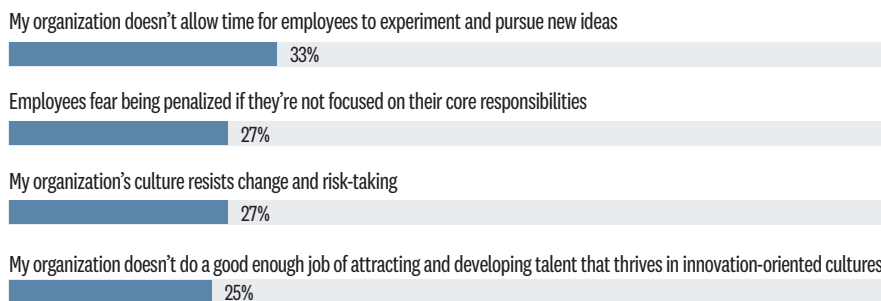 My organization doesn’t allow time for employees to experiment and pursue new ideas
33%
Employees fear being penalized if they’re not focused on their core responsibilities
27%
My organization’s culture resists change and risk-taking
27%
My organization doesn’t do a good enough job of attracting and developing talent that thrives in innovation-oriented cultures
25%